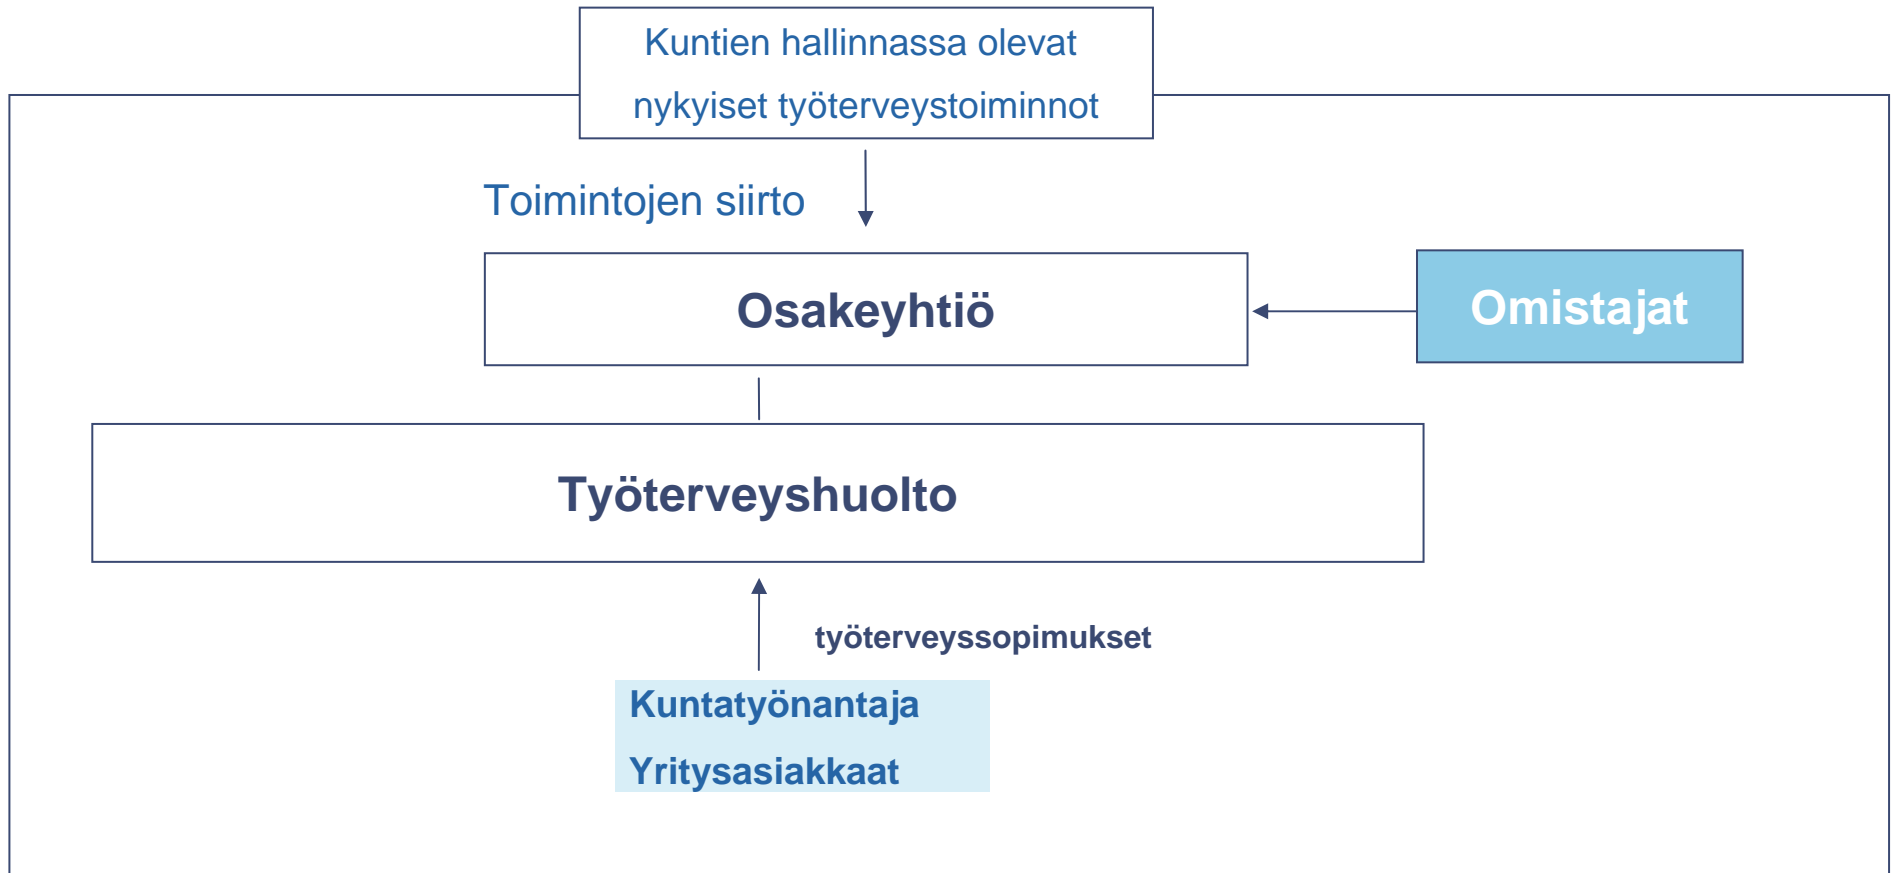 Kuntien hallinnassa olevat
nykyiset työterveystoiminnot
Toimintojen siirto
Osakeyhtiö
Omistajat
Työterveyshuolto
työterveyssopimukset
Kuntatyönantaja
Yritysasiakkaat